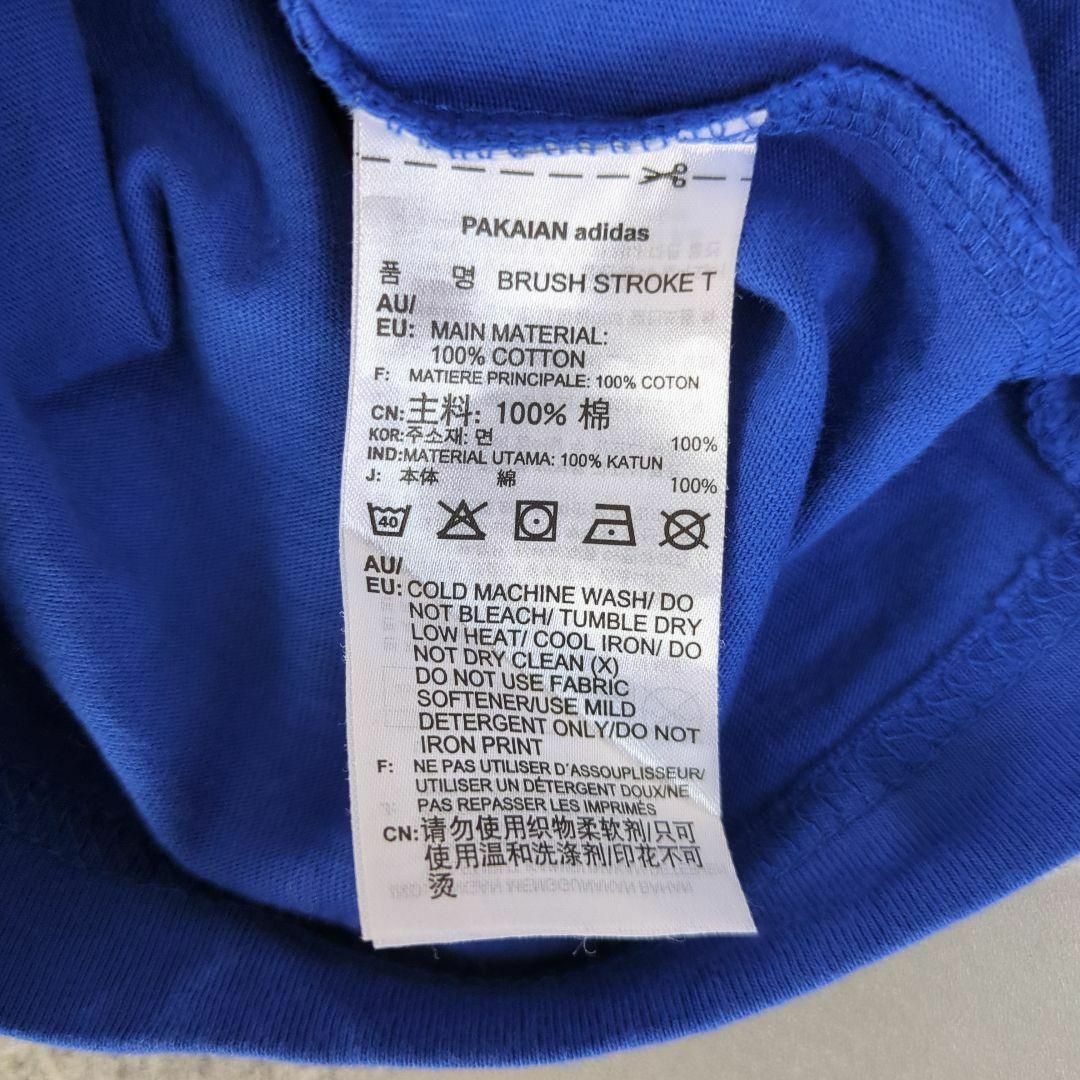 PAKAIAN adidas
품 명 BRUSH STROKE T
AU/
EU: MAIN MATERIAL:
100% COTTON
F: MATIERE PRINCIPALE: 100% COTON
CN:主料: 100% 棉
KOR:주소재: 면 100%
IND:MATERIAL UTAMA: 100% KATUN
J: 本体 綿 100%
40
AU/
EU: COLD MACHINE WASH/ DO
NOT BLEACH/ TUMBLE DRY
LOW HEAT/ COOL IRON/ DO
NOT DRY CLEAN (X)
DO NOT USE FABRIC
SOFTENER/USE MILD
DETERGENT ONLY/DO NOT
IRON PRINT
F: NE PAS UTILISER D'ASSOUPLISSEUR/
UTILISER UN DÉTERGENT DOUX/NE
PAS REPASSER LES IMPRIMÉS
CN:请勿使用织物柔软剂/只可
使用温和洗涤剂/印花不可
烫